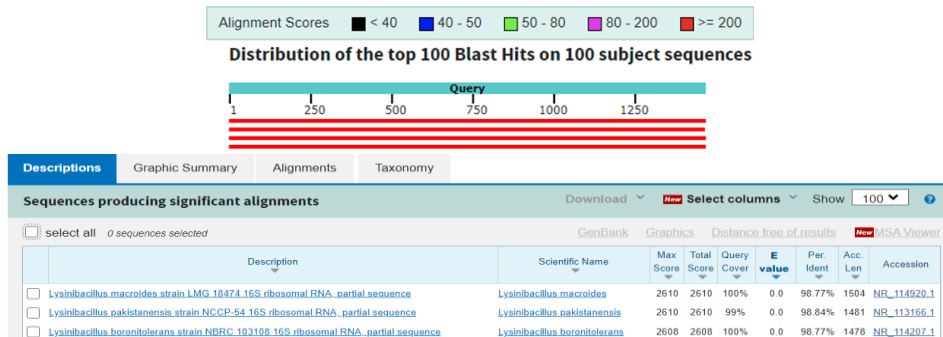 Alignment Scores < 40 40 - 50 50 - 80 80 - 200 >= 200
Distribution of the top 100 Blast Hits on 100 subject sequences
Query
1 250 500 750 1000 1250
Descriptions Graphic Summary Alignments Taxonomy
Sequences producing significant alignments Download New Select columns Show 100 ?
select all 0 sequences selected GenBank Graphics Distance tree of results New MSA Viewer
Description Scientific Name Max Score Total Score Query Cover E value Per. Ident Acc. Len Accession
Lysinibacillus macroides strain LMG 18474 16S ribosomal RNA, partial sequence Lysinibacillus macroides 2610 2610 100% 0.0 98.77% 1504 NR_114920.1
Lysinibacillus pakistanensis strain NCCP-54 16S ribosomal RNA, partial sequence Lysinibacillus pakistanensis 2610 2610 99% 0.0 98.84% 1481 NR_113166.1
Lysinibacillus boronitolerans strain NBRC 103108 16S ribosomal RNA, partial sequence Lysinibacillus boronitolerans 2608 2608 100% 0.0 98.77% 1478 NR_114207.1